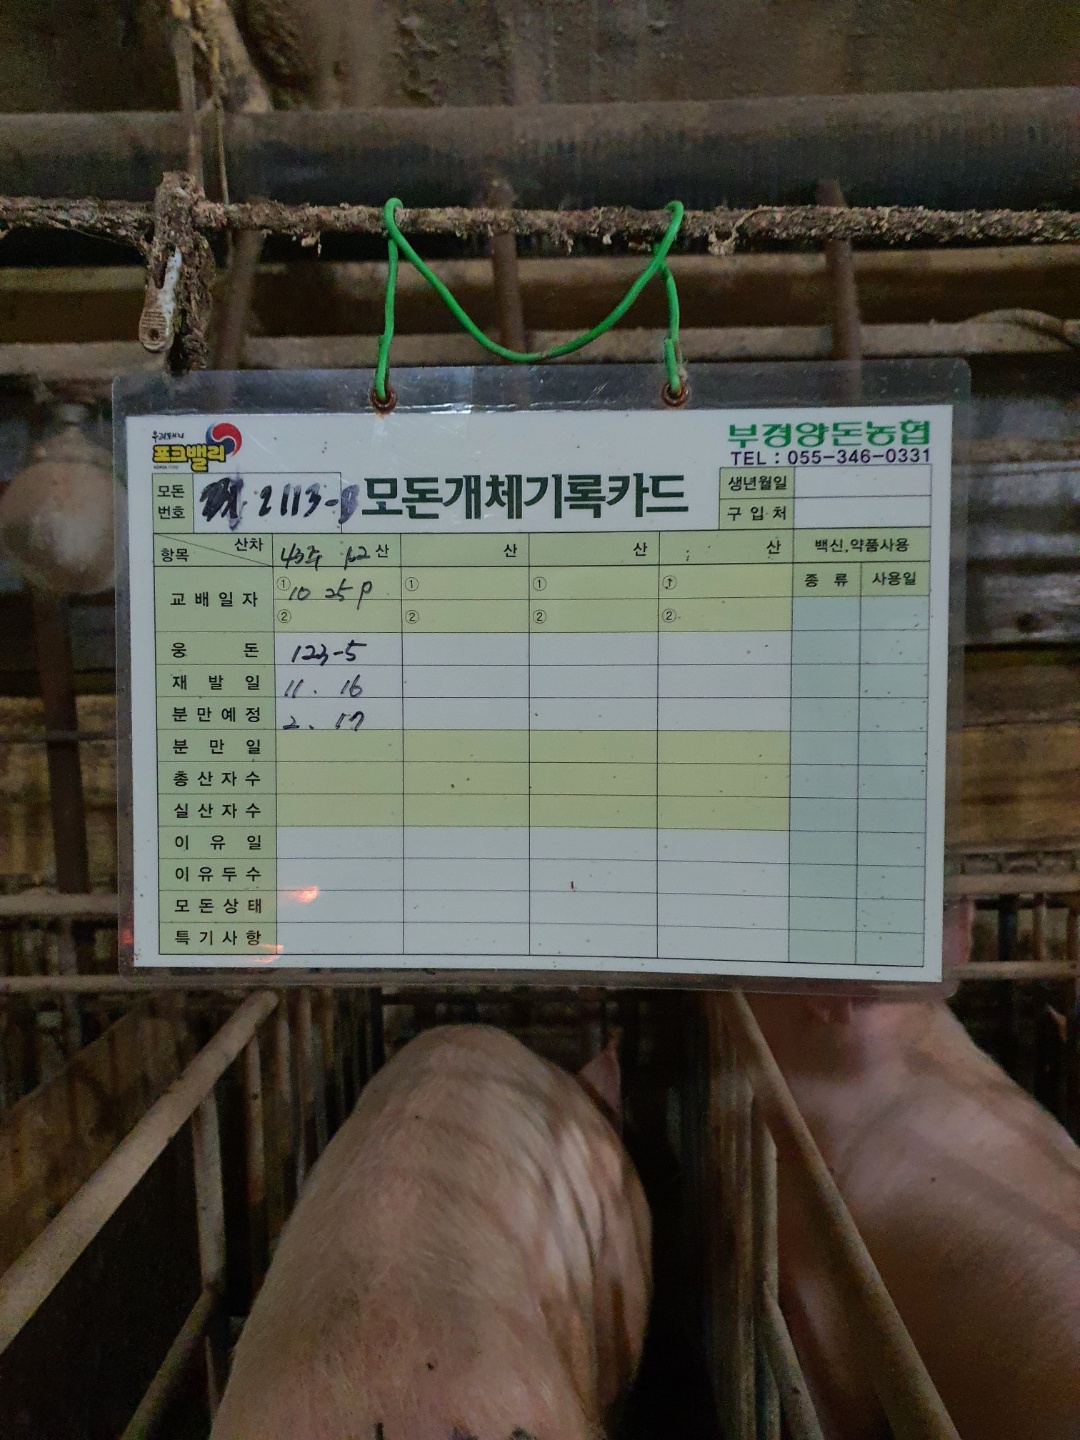 우리돼지
포크밸리
부경양돈농협
TEL : 055-346-0331
모돈번호 2113- 모돈개체기록카드 생년월일
구입처
항목 산차 43주 산 산 산 산 백신.약품사용
교배일자 ① 10 25 P ① ① ① 종류 사용일
② ② ② ②
웅돈 123-5
재발일 11. 16
분만예정 2. 17
분만일
총산자수
실산자수
이유일
이유두수
모돈상태
특기사항